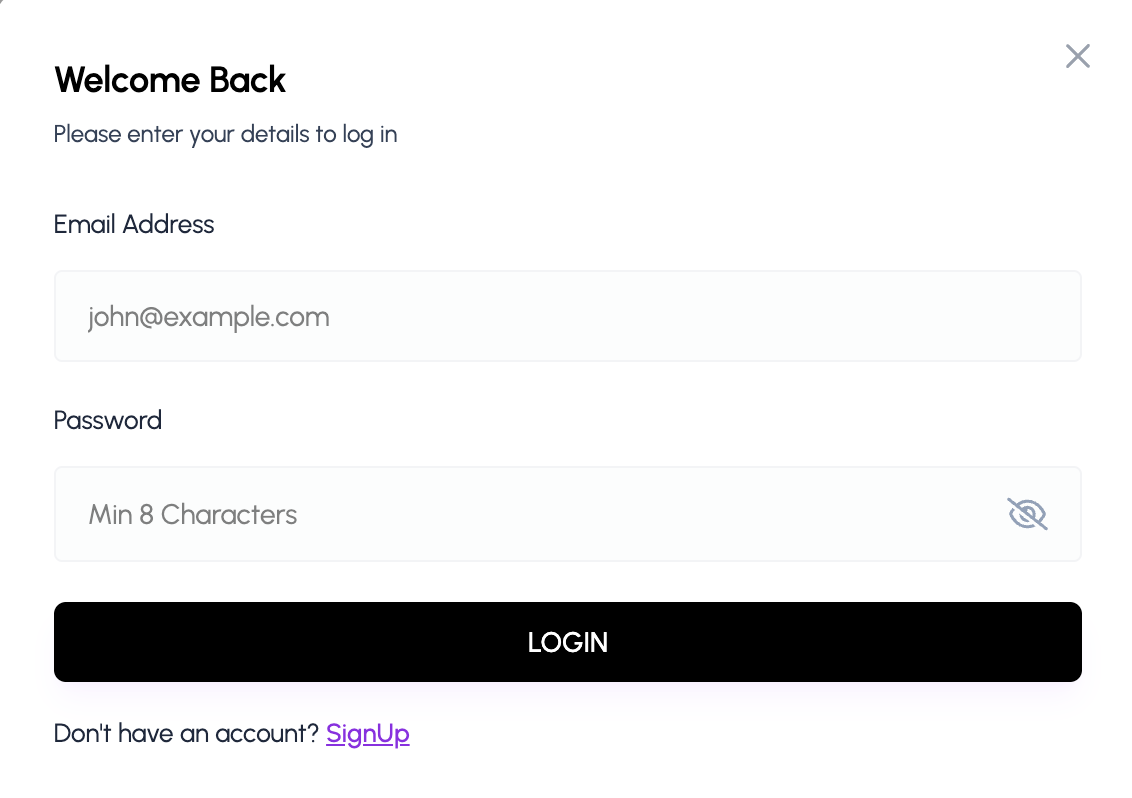 Welcome Back
Please enter your details to log in
Email Address
john@example.com
Password
Min 8 Characters
LOGIN
Don't have an account? SignUp